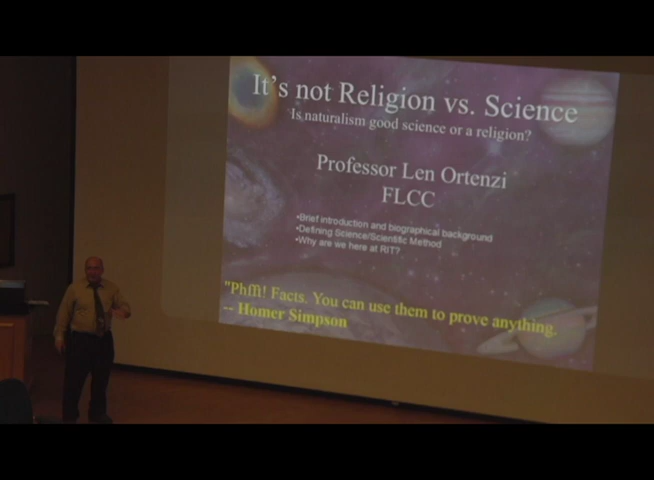 It's not Religion vs. Science
Is naturalism good science or a religion?
Professor Len Ortenzi
FLCC
•Brief introduction and biographical background
•Defining Science/Scientific Method
•Why are we here at RIT?
"Phfft! Facts. You can use them to prove anything.
-- Homer Simpson